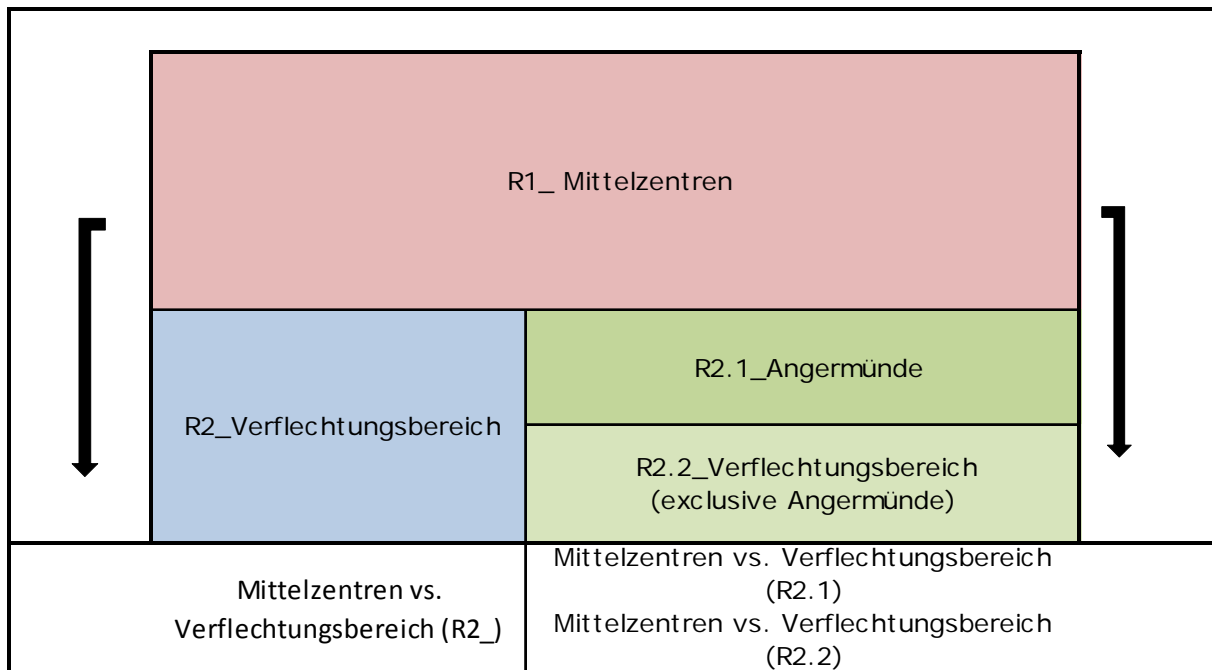 R1_ Mittelzentren
R2_Verflechtungsbereich
R2.1_Angermünde
R2.2_Verflechtungsbereich
(exclusive Angermünde)
Mittelzentren vs.
Verflechtungsbereich (R2_)
Mittelzentren vs. Verflechtungsbereich
(R2.1)
Mittelzentren vs. Verflechtungsbereich
(R2.2)